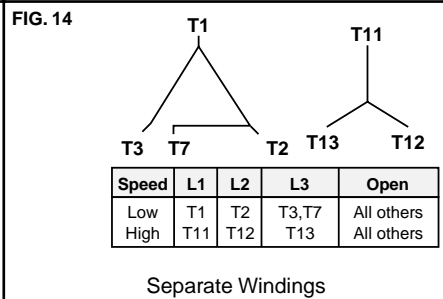 FIG. 14
T1
T11
T3 T7 T2 T13 T12
Speed L1 L2 L3 Open
Low T1 T2 T3,T7 All others
High T11 T12 T13 All others
Separate Windings